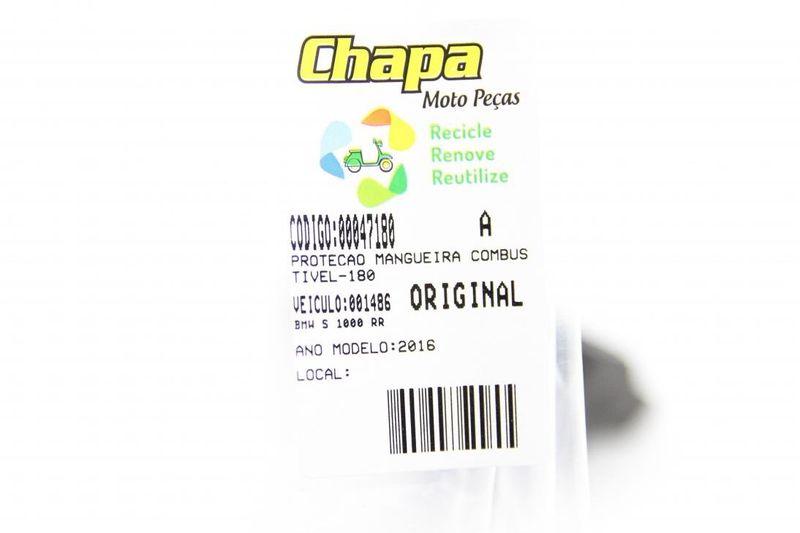 Chapa
Moto Peças
Recicle
Renove
Reutilize
CODIGO:00047180 A
PROTECAO MANGUEIRA COMBUS
TIVEL-180
VEICULO:001486 ORIGINAL
BMW S 1000 RR
ANO MODELO:2016
LOCAL: